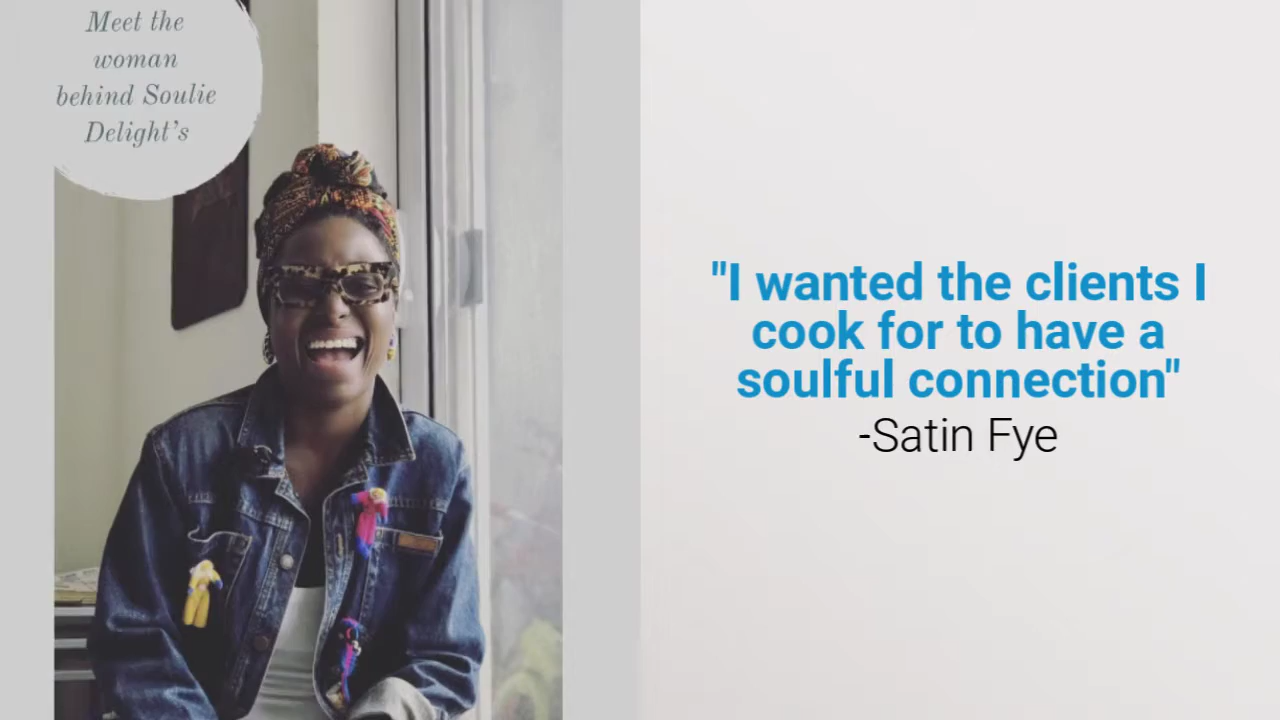 Meet the
woman
behind Soulie
Delight's
"I wanted the clients I
cook for to have a
soulful connection"
-Satin Fye